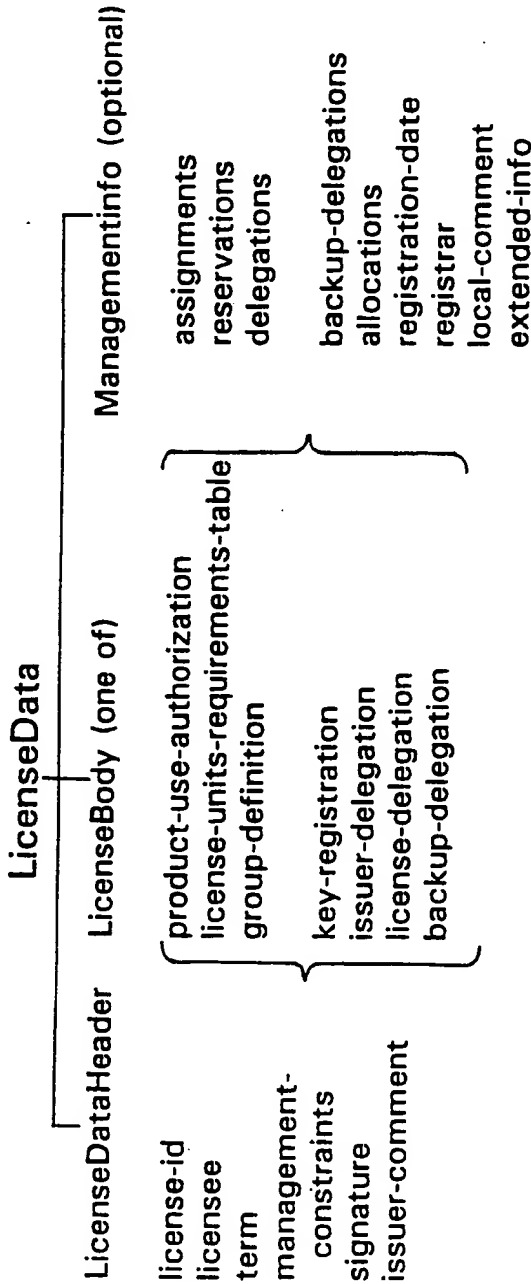 LicenseData
LicenseDataHeader
license-id
licensee
term
management-
constraints
signature
issuer-comment
LicenseBody (one of)
product-use-authorization
license-units-requirements-table
group-definition
key-registration
issuer-delegation
license-delegation
backup-delegation
Managementinfo (optional)
assignments
reservations
delegations
backup-delegations
allocations
registration-date
registrar
local-comment
extended-info